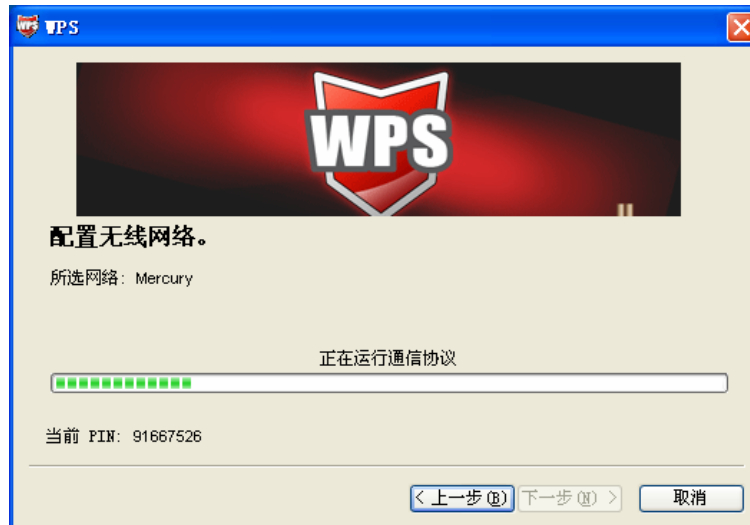 WPS
WPS
配置无线网络。
所选网络: Mercury
正在运行通信协议
当前 PIN: 91667526
< 上一步(B) 下一步(N) > 取消